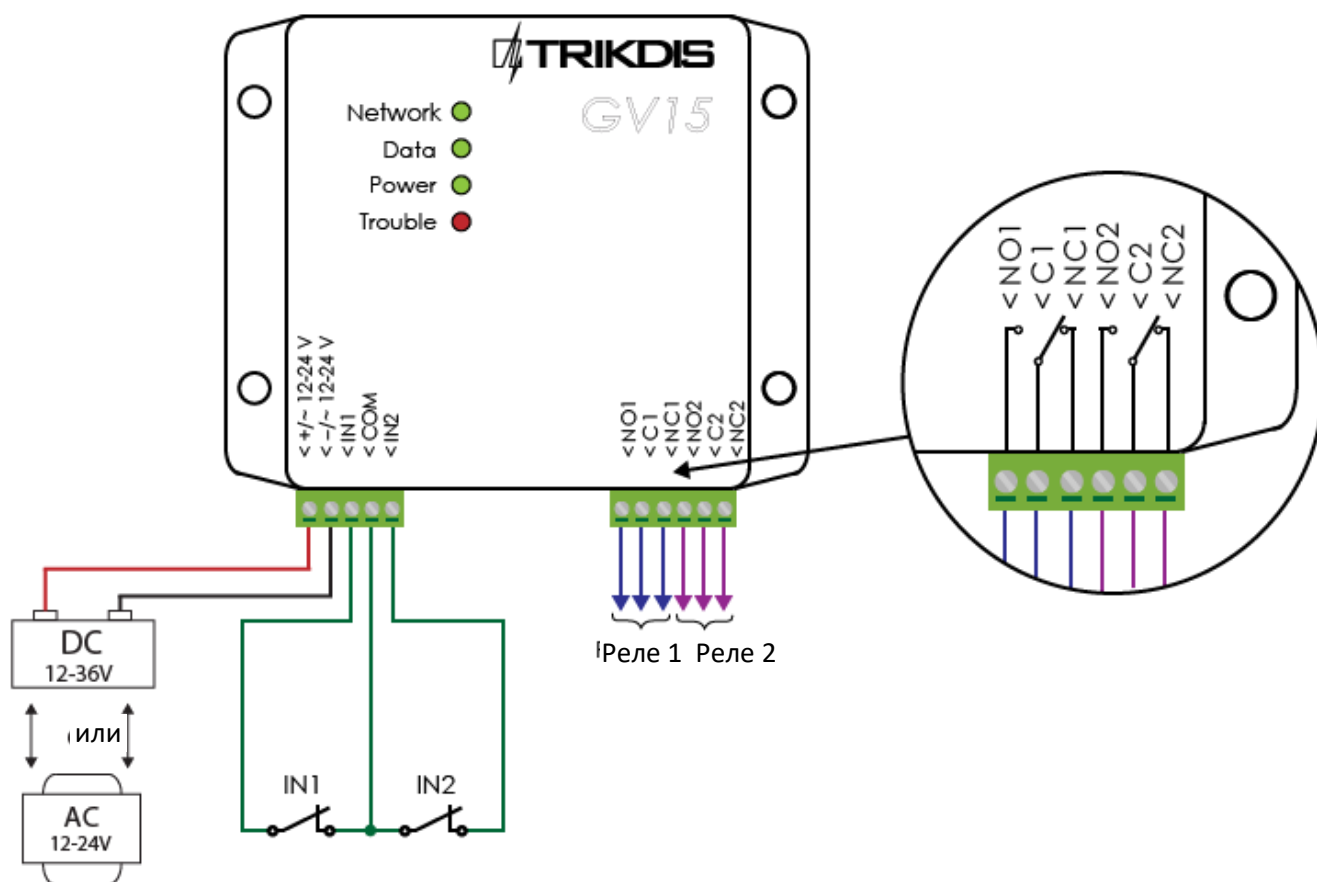 TRIKDIS
GV15
Network
Data
Power
Trouble
< +/~ 12-24 V
< -/~ 12-24 V
< IN1
< COM
< IN2
< NO1
< C1
< NC1
< NO2
< C2
< NC2
< NO1
< C1
< NC1
< NO2
< C2
< NC2
Реле 1 Реле 2
DC
12-36V
или
AC
12-24V
IN1
IN2